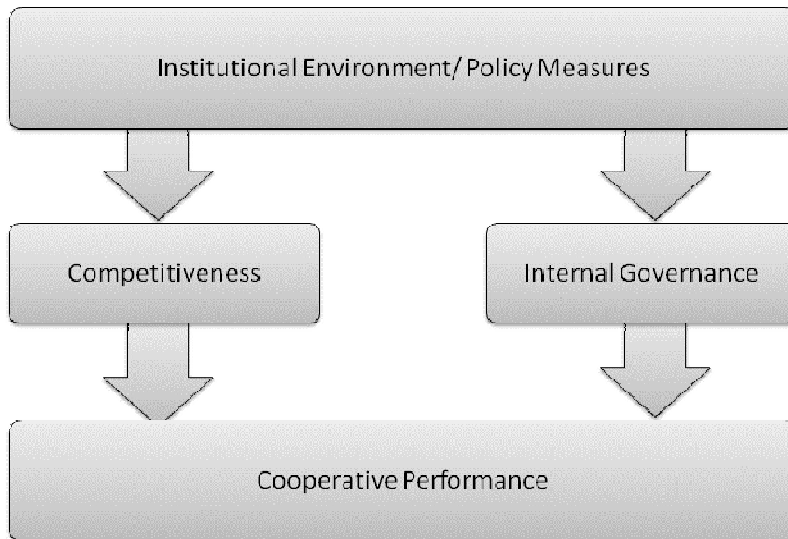 Institutional Environment/ Policy Measures
Competitiveness
Internal Governance
Cooperative Performance